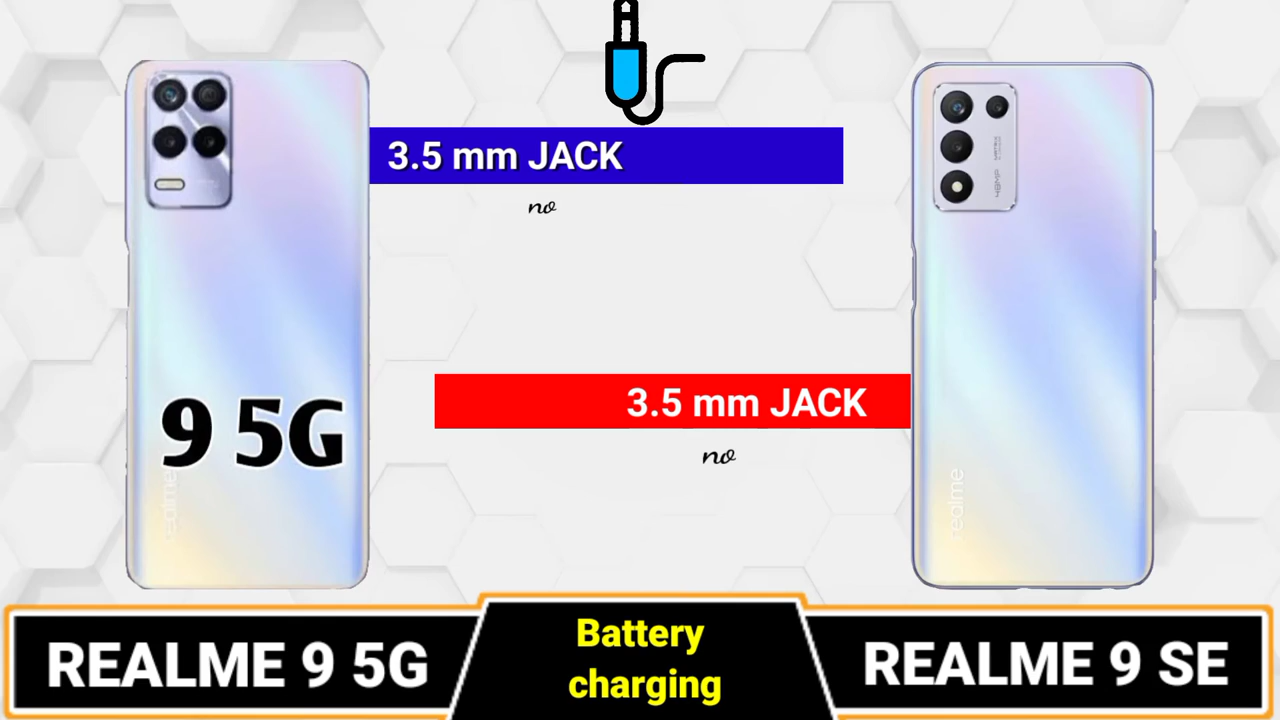 3.5 mm JACK
no
48MP
3.5 mm JACK
no
9 5G
realme
realme
REALME 9 5G
Battery
charging
REALME 9 SE